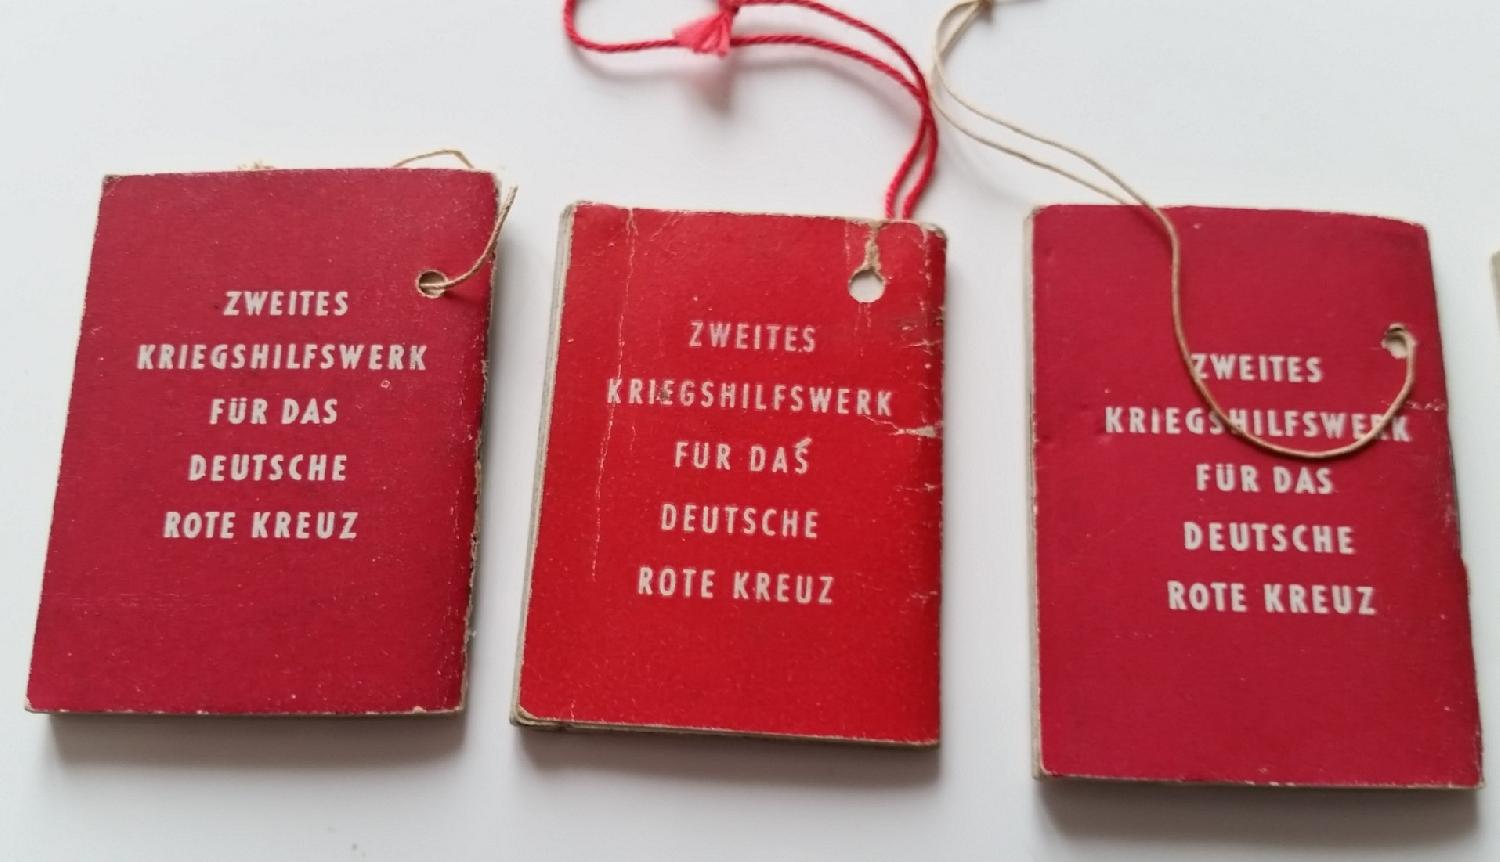 ZWEITES
KRIEGSHILFSWERK
FÜR DAS
DEUTSCHE
ROTE KREUZ
ZWEITES
KRIEGSHILFSWERK
FÜR DAS
DEUTSCHE
ROTE KREUZ
ZWEITES
KRIEGSHILFSWERK
FÜR DAS
DEUTSCHE
ROTE KREUZ